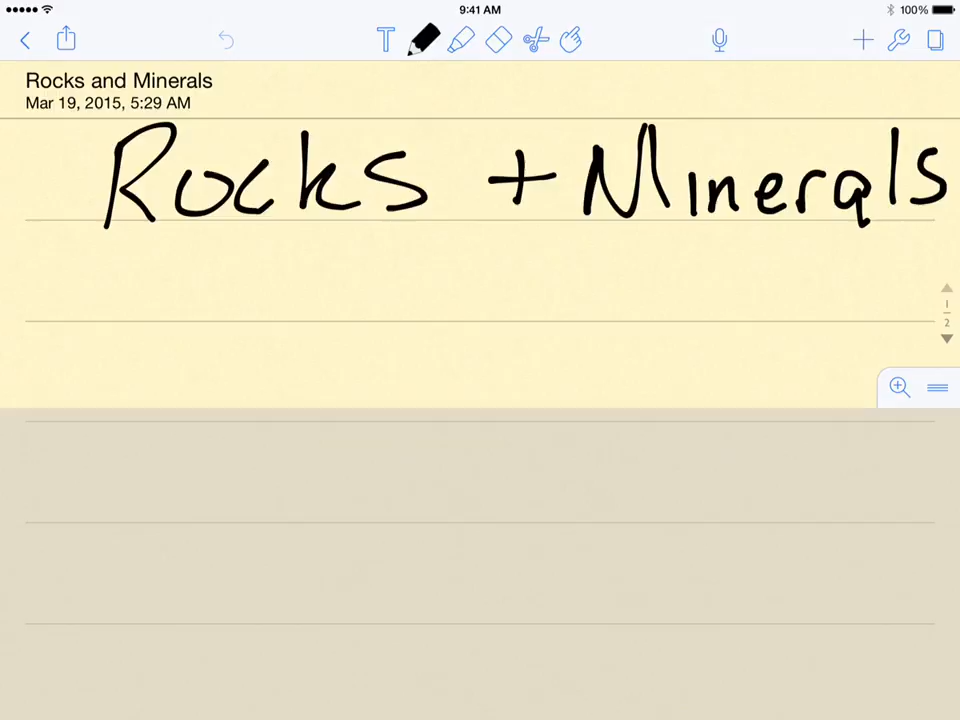 9:41 AM
100%
T
Rocks and Minerals
Mar 19, 2015, 5:29 AM
Rocks + Minerals
1
2